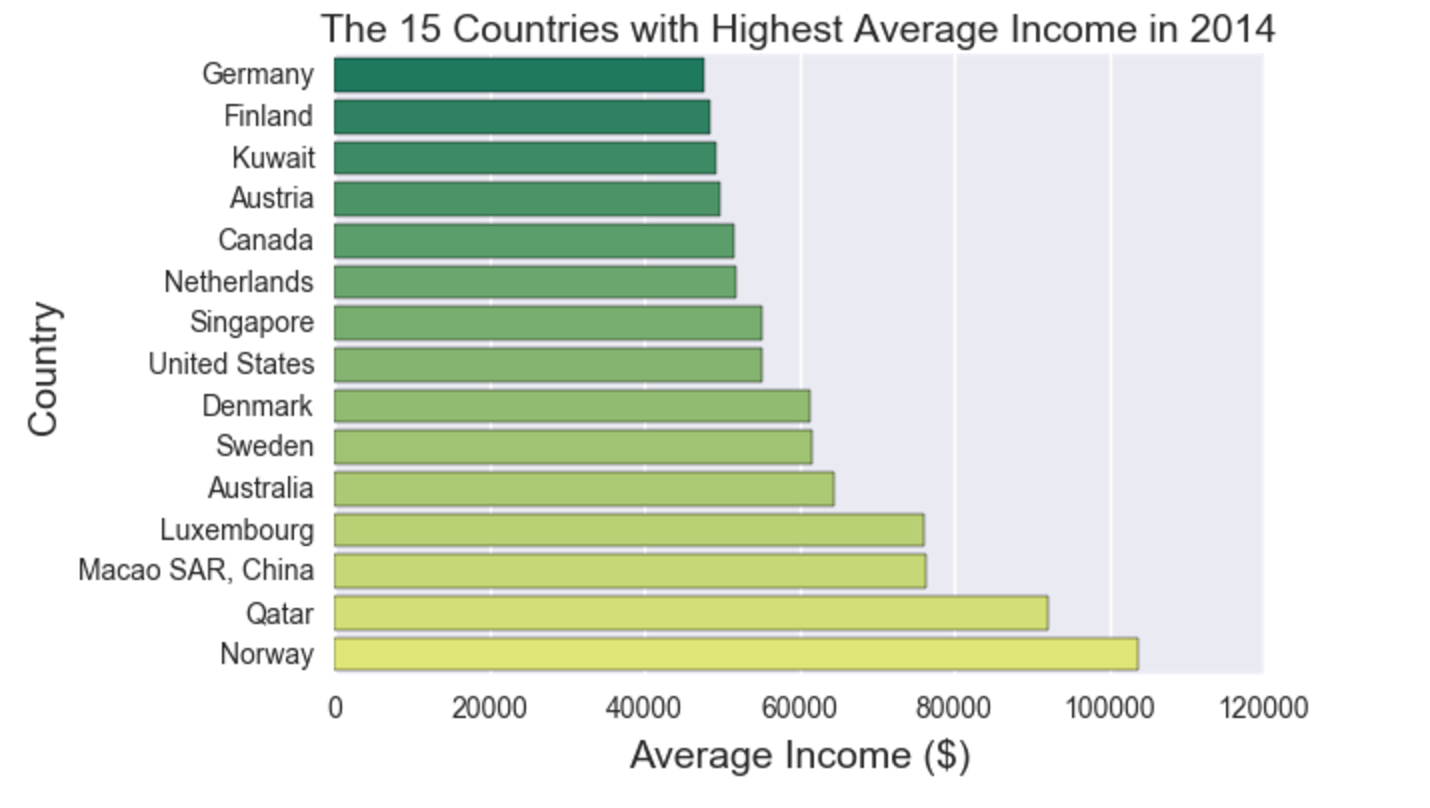 The 15 Countries with Highest Average Income in 2014
Country
Germany
Finland
Kuwait
Austria
Canada
Netherlands
Singapore
United States
Denmark
Sweden
Australia
Luxembourg
Macao SAR, China
Qatar
Norway
0 20000 40000 60000 80000 100000 120000
Average Income ($)